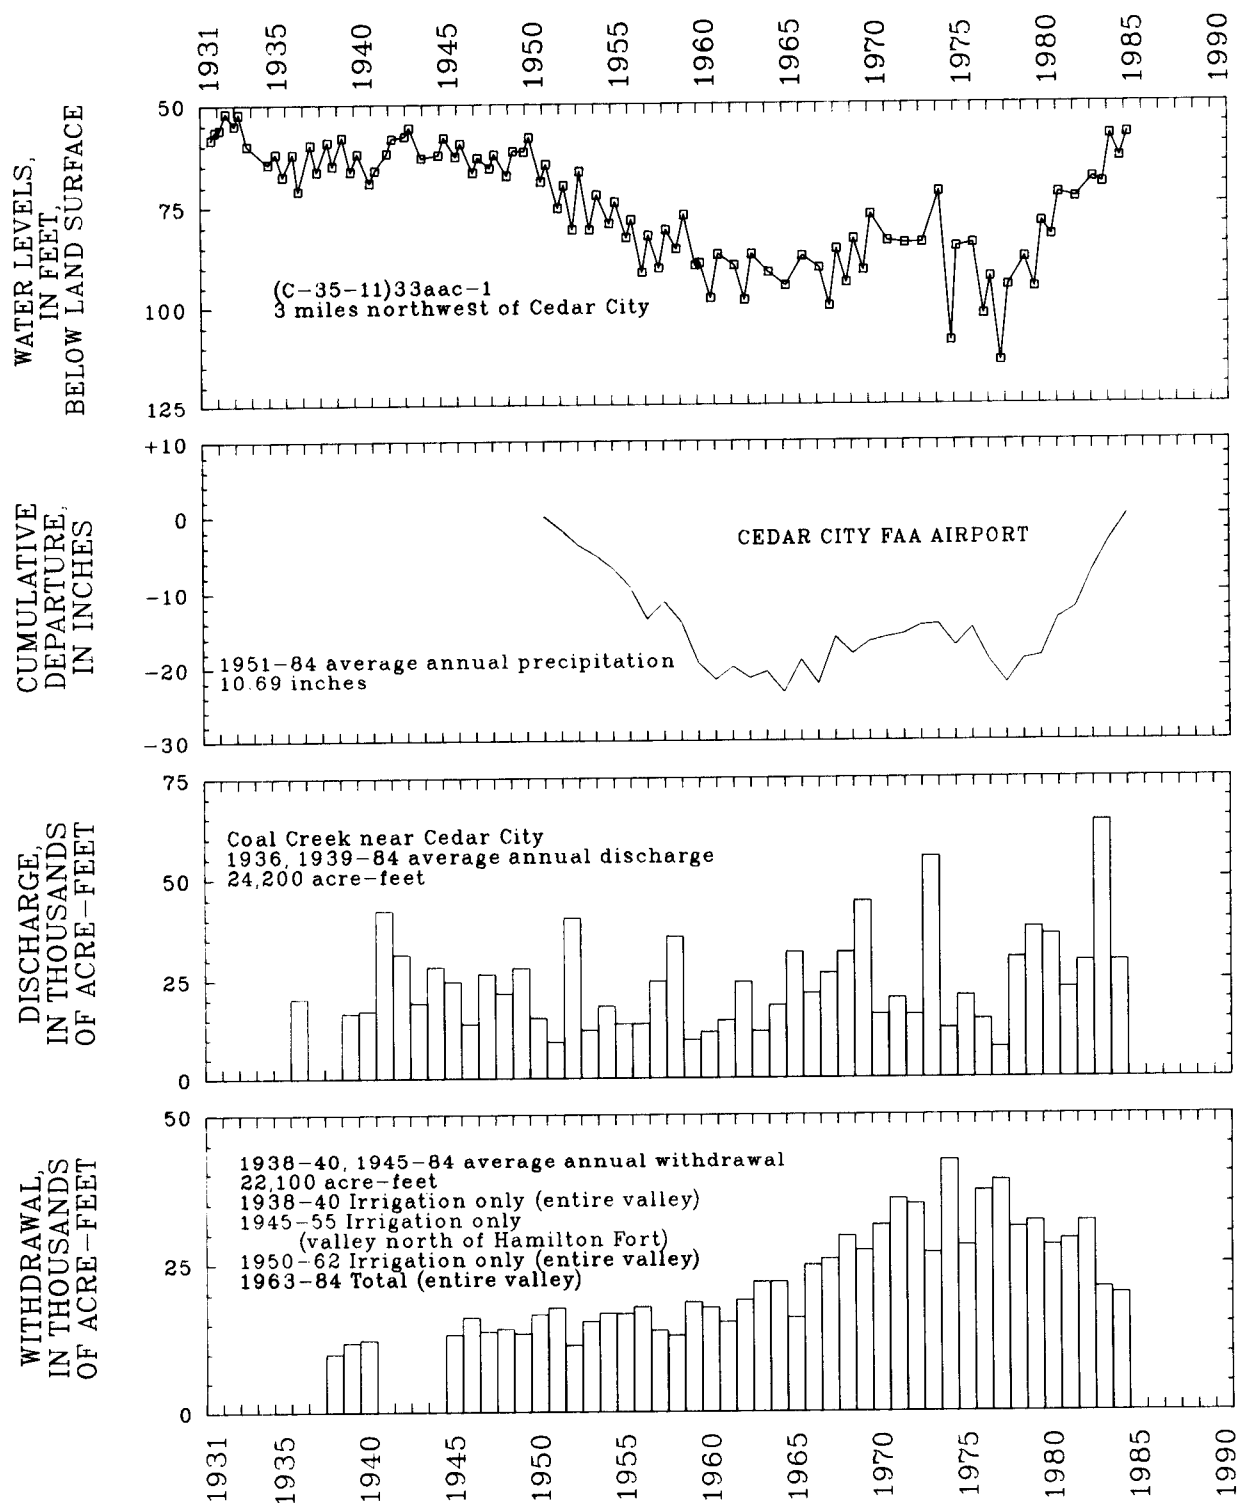 1931
1935
1940
1945
1950
1955
1960
1965
1970
1975
1980
1985
1990
WATER LEVELS,
IN FEET,
BELOW LAND SURFACE
50
75
100
125
(C-35-11)33aac-1
3 miles northwest of Cedar City
CUMULATIVE
DEPARTURE,
IN INCHES
+10
0
-10
-20
-30
CEDAR CITY FAA AIRPORT
1951-84 average annual precipitation
10.69 inches
DISCHARGE,
IN THOUSANDS
OF ACRE-FEET
75
50
25
0
Coal Creek near Cedar City
1936, 1939-84 average annual discharge
24,200 acre-feet
WITHDRAWAL,
IN THOUSANDS
OF ACRE-FEET
50
25
0
1938-40, 1945-84 average annual withdrawal
22,100 acre-feet
1938-40 Irrigation only (entire valley)
1945-55 Irrigation only
(valley north of Hamilton Fort)
1950-62 Irrigation only (entire valley)
1963-84 Total (entire valley)
1931
1935
1940
1945
1950
1955
1960
1965
1970
1975
1980
1985
1990